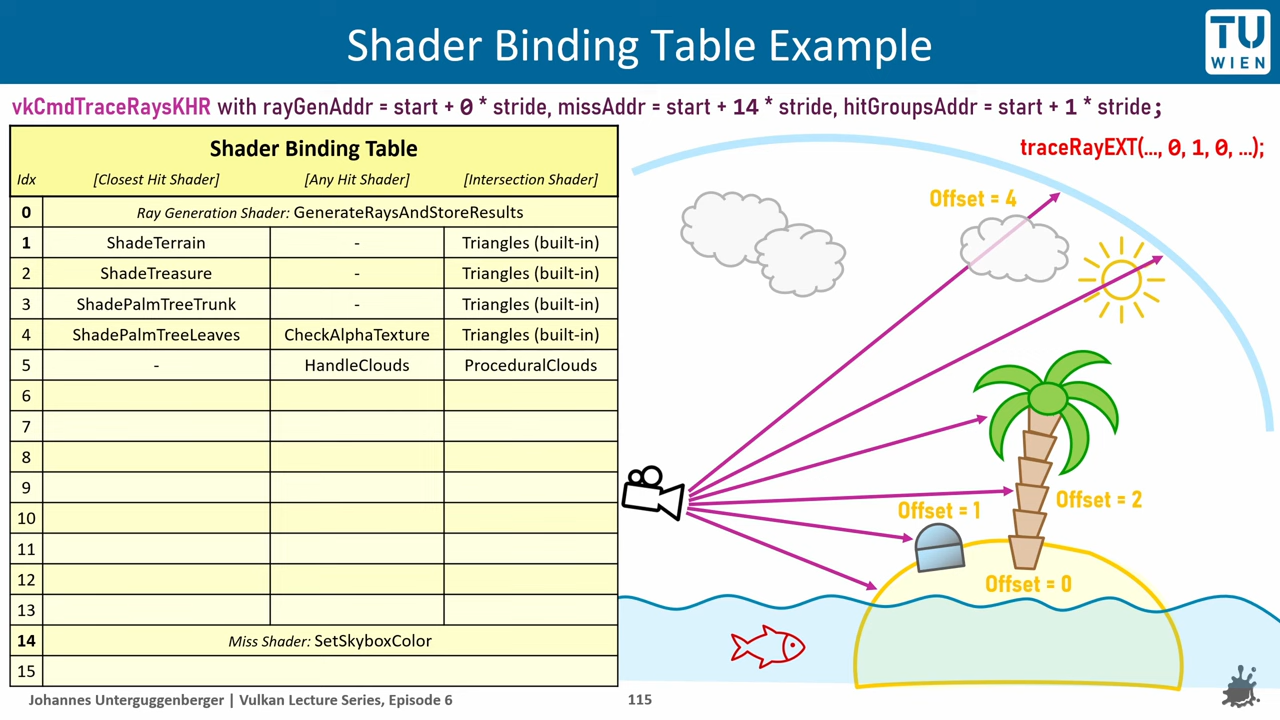 Shader Binding Table Example
TU
WIEN
vkCmdTraceRaysKHR with rayGenAddr = start + 0 * stride, missAddr = start + 14 * stride, hitGroupsAddr = start + 1 * stride;
Shader Binding Table
Idx [Closest Hit Shader] [Any Hit Shader] [Intersection Shader]
0 Ray Generation Shader: GenerateRaysAndStoreResults
1 ShadeTerrain - Triangles (built-in)
2 ShadeTreasure - Triangles (built-in)
3 ShadePalmTreeTrunk - Triangles (built-in)
4 ShadePalmTreeLeaves CheckAlphaTexture Triangles (built-in)
5 - HandleClouds ProceduralClouds
6
7
8
9
10
11
12
13
14 Miss Shader: SetSkyboxColor
15
traceRayEXT(..., 0, 1, 0, ...);
Offset = 4
Offset = 2
Offset = 1
Offset = 0
Johannes Unterguggenberger | Vulkan Lecture Series, Episode 6
115